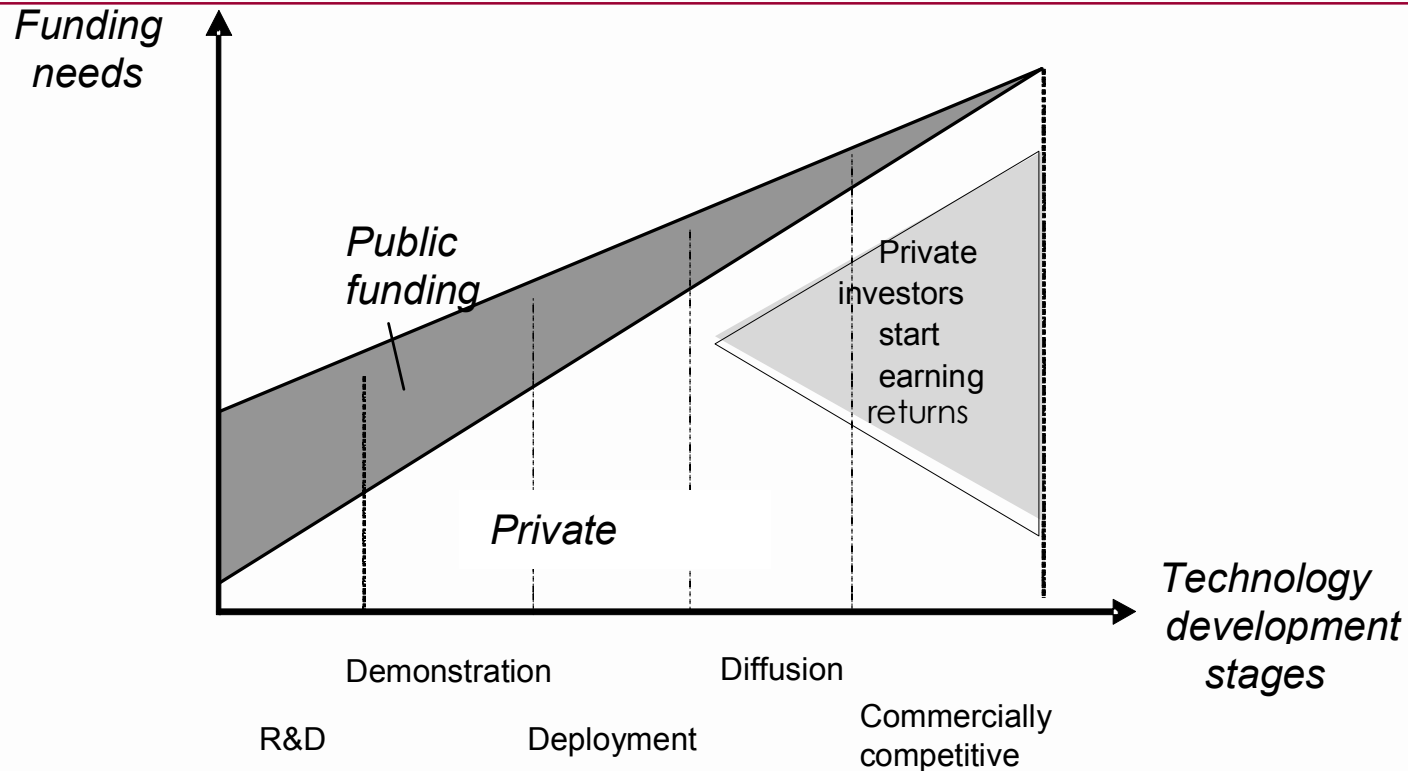 Funding
needs
Public
funding
Private
investors
start
earning
returns
Private
Technology
development
stages
Demonstration
Diffusion
R&D
Deployment
Commercially
competitive